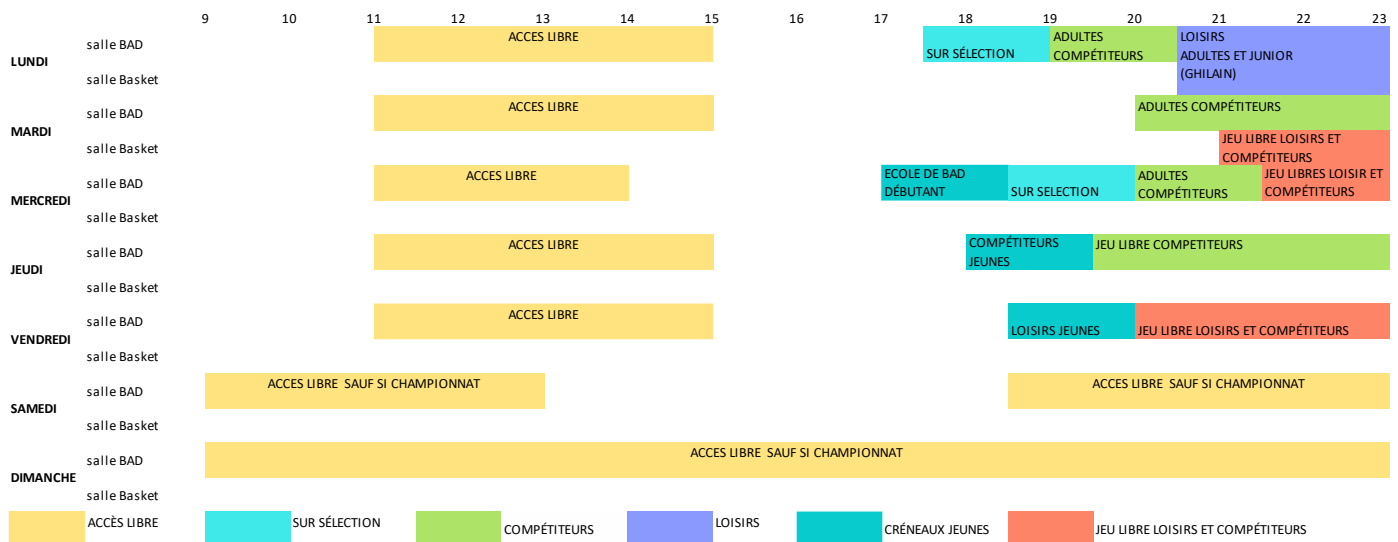 9 10 11 12 13 14 15 16 17 18 19 20 21 22 23
LUNDI
salle BAD
ACCES LIBRE
SUR SÉLECTION
ADULTES
COMPÉTITEURS
LOISIRS
ADULTES ET JUNIOR
(GHILAIN)
salle Basket
MARDI
salle BAD
ACCES LIBRE
ADULTES COMPÉTITEURS
salle Basket
JEU LIBRE LOISIRS ET
COMPÉTITEURS
MERCREDI
salle BAD
ACCES LIBRE
ECOLE DE BAD
DÉBUTANT
SUR SELECTION
ADULTES
COMPÉTITEURS
JEU LIBRES LOISIR ET
COMPÉTITEURS
salle Basket
JEUDI
salle BAD
ACCES LIBRE
COMPÉTITEURS
JEUNES
JEU LIBRE COMPETITEURS
salle Basket
VENDREDI
salle BAD
ACCES LIBRE
LOISIRS JEUNES
JEU LIBRE LOISIRS ET COMPÉTITEURS
salle Basket
SAMEDI
salle BAD
ACCES LIBRE SAUF SI CHAMPIONNAT
ACCES LIBRE SAUF SI CHAMPIONNAT
salle Basket
DIMANCHE
salle BAD
ACCES LIBRE SAUF SI CHAMPIONNAT
salle Basket
ACCÈS LIBRE
SUR SÉLECTION
COMPÉTITEURS
LOISIRS
CRÉNEAUX JEUNES
JEU LIBRE LOISIRS ET COMPÉTITEURS